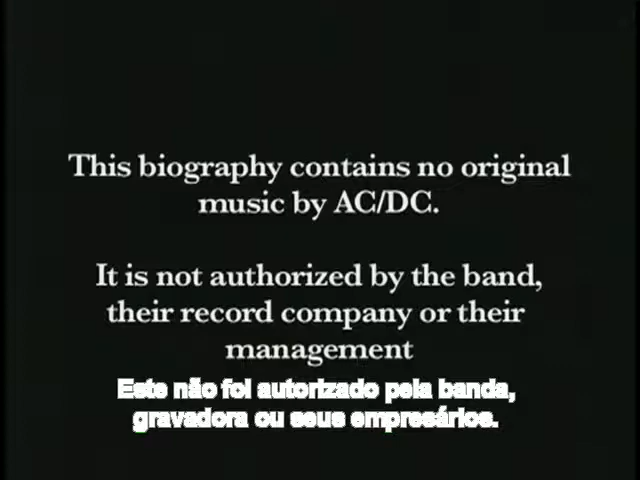 This biography contains no original
music by AC/DC.
It is not authorized by the band,
their record company or their
management
Este não foi autorizado pela banda,
gravadora ou seus empresários.